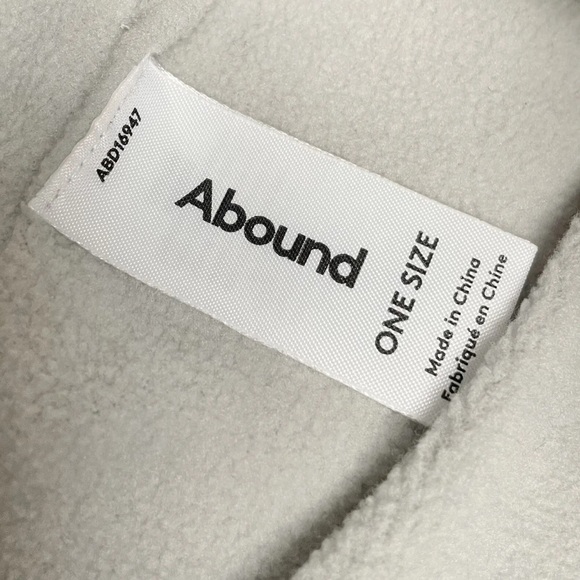 ABD16947
Abound
ONE SIZE
Made in China
Fabriqué en Chine